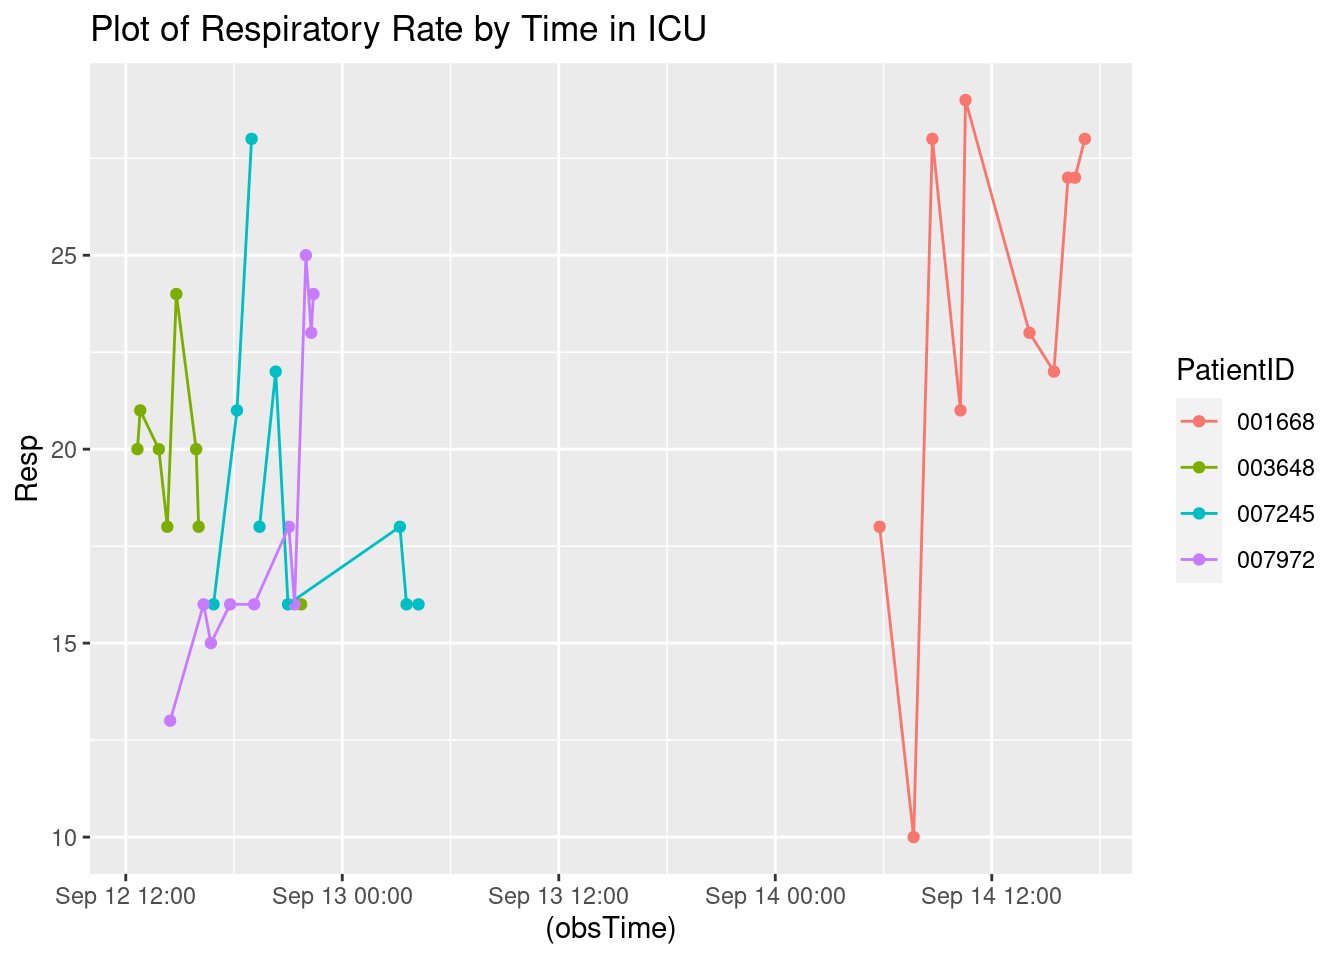 Plot of Respiratory Rate by Time in ICU
Resp
25
20
15
10
Sep 12 12:00
Sep 13 00:00
Sep 13 12:00
Sep 14 00:00
Sep 14 12:00
(obsTime)
PatientID
001668
003648
007245
007972